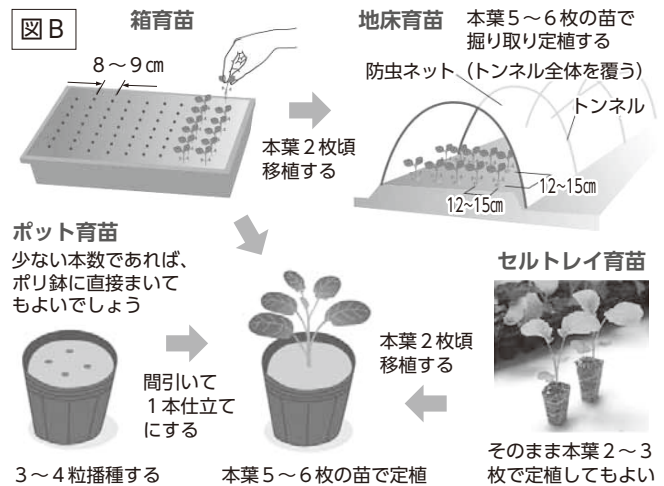 図B
箱育苗
8～9㎝
本葉2枚頃
移植する
地床育苗
本葉5～6枚の苗で
掘り取り定植する
防虫ネット（トンネル全体を覆う）
トンネル
12~15㎝
12~15㎝
ポット育苗
少ない本数であれば、
ポリ鉢に直接まいて
もよいでしょう
3～4粒播種する
間引いて
1本仕立て
にする
本葉5～6枚の苗で定植
本葉2枚頃
移植する
セルトレイ育苗
そのまま本葉2～3
枚で定植してもよい